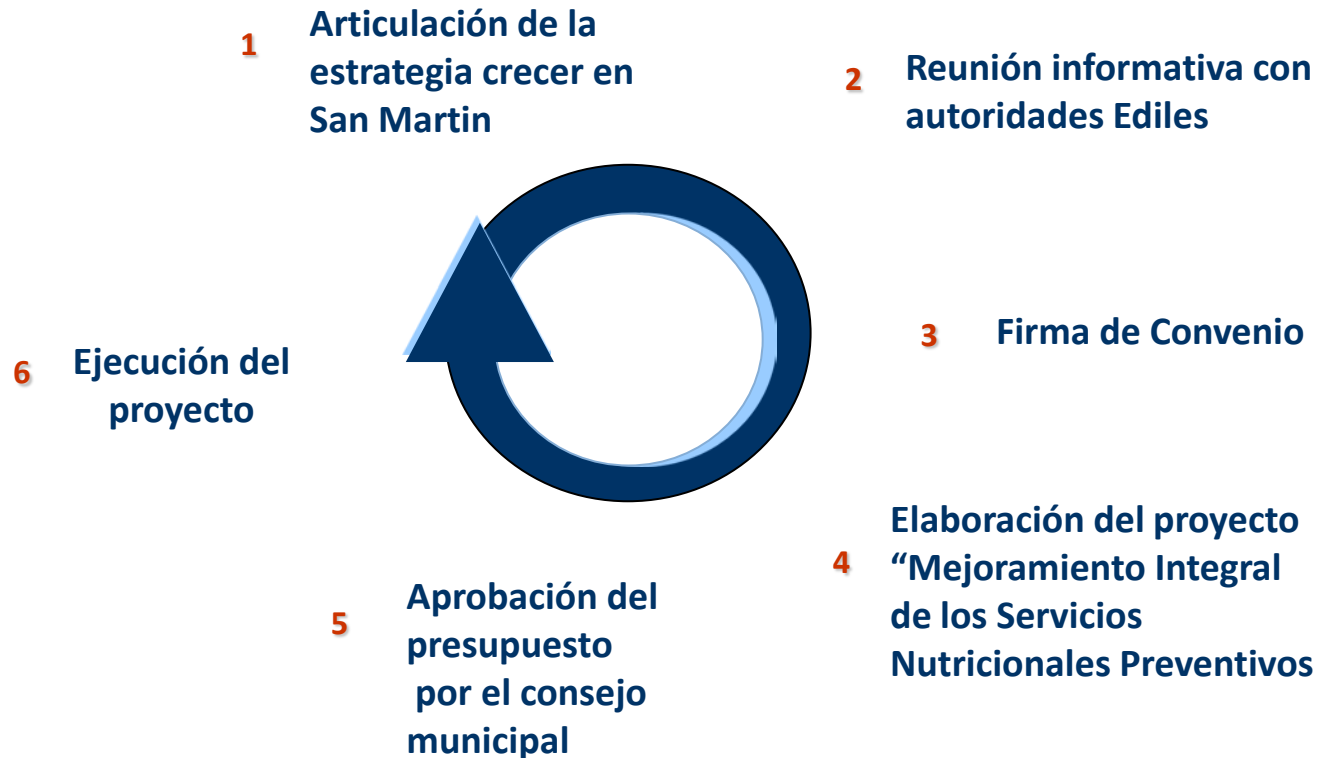 1
Articulación de la
estrategia crecer en
San Martin
2
Reunión informativa con
autoridades Ediles
3
Firma de Convenio
4
Elaboración del proyecto
“Mejoramiento Integral
de los Servicios
Nutricionales Preventivos
5
Aprobación del
presupuesto
por el consejo
municipal
6
Ejecución del
proyecto